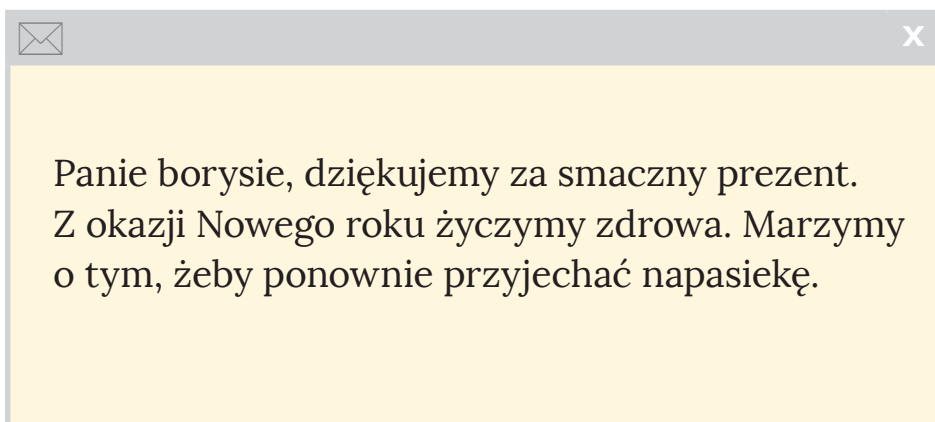 Panie borysie, dziękujemy za smaczny prezent.
Z okazji Nowego roku życzymy zdrowa. Marzymy
o tym, żeby ponownie przyjechać napasiekę.